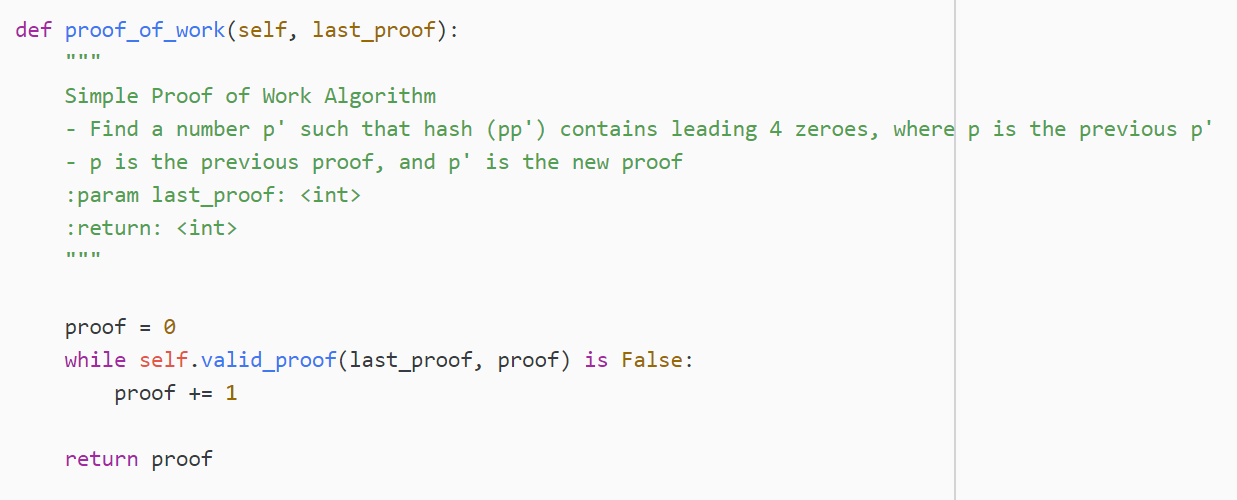 def proof_of_work(self, last_proof):
    """
    Simple Proof of Work Algorithm
    - Find a number p' such that hash (pp') contains leading 4 zeroes, where p is the previous p'
    - p is the previous proof, and p' is the new proof
    :param last_proof: <int>
    :return: <int>
    """

    proof = 0
    while self.valid_proof(last_proof, proof) is False:
        proof += 1

    return proof